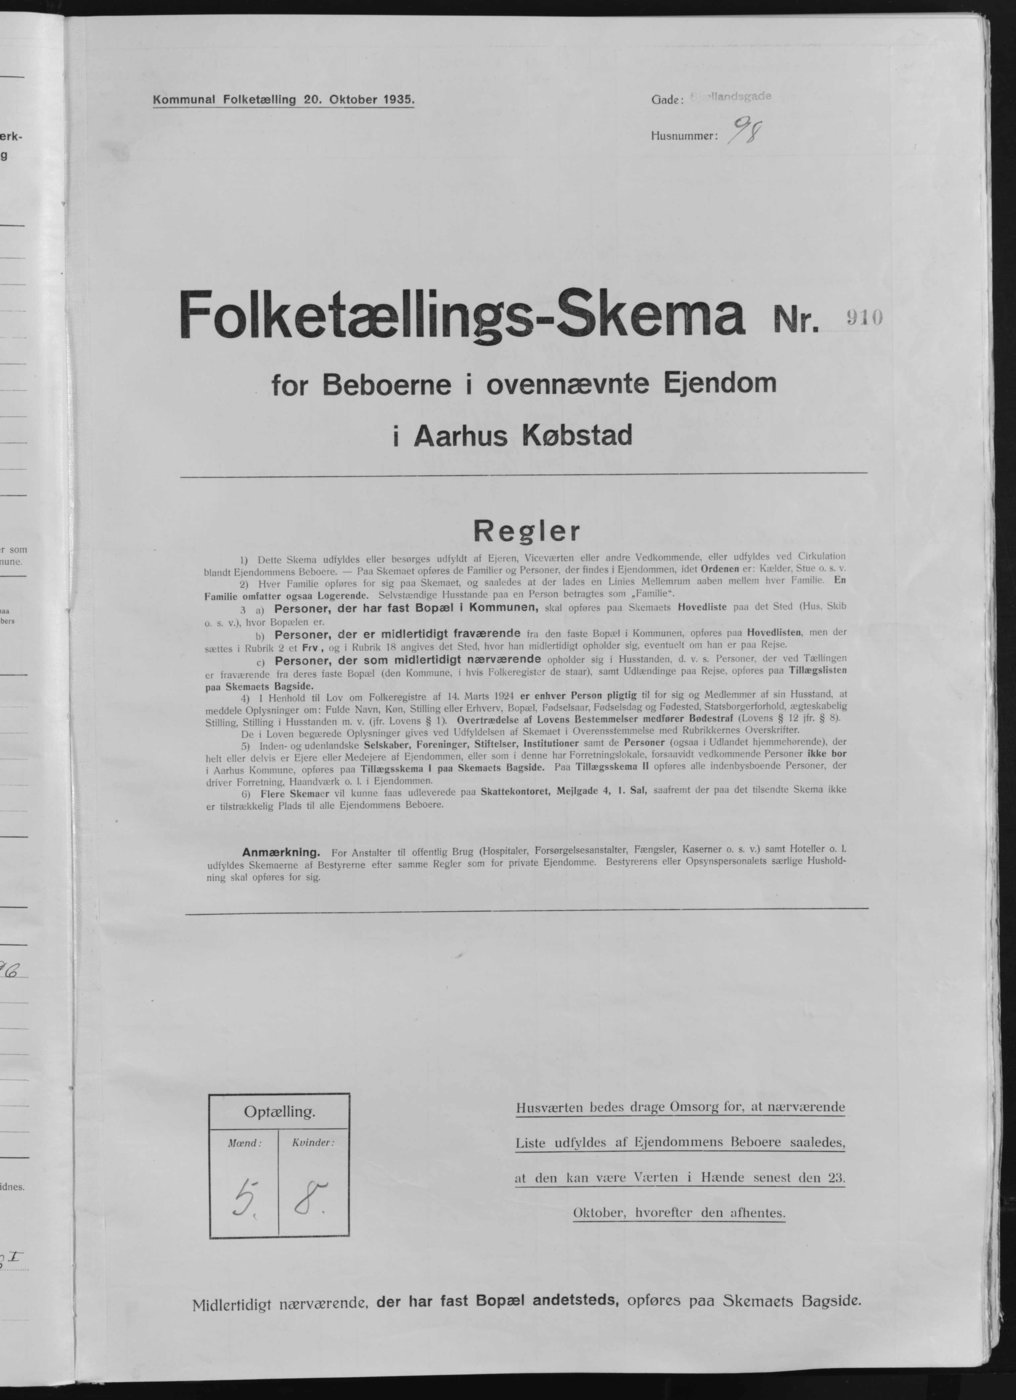 Kommunal Folketælling 20. Oktober 1935.
Gade: Sjællandsgade
Husnummer: 98
Folketællings-Skema Nr. 910
for Beboerne i ovennævnte Ejendom
i Aarhus Købstad
Regler
1) Dette Skema udfyldes eller besørges udfyldt af Ejeren, Viceværten eller andre Vedkommende, eller udfyldes ved Cirkulation
blandt Ejendommens Beboere. — Paa Skemaet opføres de Familier og Personer, der findes i Ejendommen, idet Ordenen er: Kælder, Stue o. s. v.
2) Hver Familie opføres for sig paa Skemaet, og saaledes at der lades en Linies Mellemrum aaben mellem hver Familie. En
Familie omfatter ogsaa Logerende. Selvstændige Husstande paa en Person betragtes som „Familie".
3 a) Personer, der har fast Bopæl i Kommunen, skal opføres paa Skemaets Hovedliste paa det Sted (Hus, Skib
o. s. v.), hvor Bopælen er.
b) Personer, der er midlertidigt fraværende fra den faste Bopæl i Kommunen, opføres paa Hovedlisten, men der
sættes i Rubrik 2 et Frv., og i Rubrik 18 angives det Sted, hvor han midlertidigt opholder sig, eventuelt om han er paa Rejse.
c) Personer, der som midlertidigt nærværende opholder sig i Husstanden, d. v. s. Personer, der ved Tællingen
er fraværende fra deres faste Bopæl (den Kommune, i hvis Folkeregister de staar), samt Udlændinge paa Rejse, opføres paa Tillægslisten
paa Skemaets Bagside.
4) I Henhold til Lov om Folkeregistre af 14. Marts 1924 er enhver Person pligtig til for sig og Medlemmer af sin Husstand, at
meddele Oplysninger om: Fulde Navn, Køn, Stilling eller Erhverv, Bopæl, Fødselsaar, Fødselsdag og Fødested, Statsborgerforhold, ægteskabelig
Stilling, Stilling i Husstanden m. v. (jfr. Lovens § 1). Overtrædelse af Lovens Bestemmelser medfører Bødestraf (Lovens § 12 jfr. § 8).
De i Loven begærede Oplysninger gives ved Udfyldelsen af Skemaet i Overensstemmelse med Rubrikkernes Overskrifter.
5) Inden- og udenlandske Selskaber, Foreninger, Stiftelser, Institutioner samt de Personer (ogsaa i Udlandet hjemmehørende), der
helt eller delvis er Ejere eller Medejere af Ejendommen, eller som i denne har Forretningslokale, forsaavidt vedkommende Personer ikke bor
i Aarhus Kommune, opføres paa Tillægsskema I paa Skemaets Bagside. Paa Tillægsskema II opføres alle indenbysboende Personer, der
driver Forretning, Haandværk o. l. i Ejendommen.
6) Flere Skemaer vil kunne faas udleverede paa Skattekontoret, Mejlgade 4, 1. Sal, saafremt der paa det tilsendte Skema ikke
er tilstrækkelig Plads til alle Ejendommens Beboere.
Anmærkning. For Anstalter til offentlig Brug (Hospitaler, Forsørgelsesanstalter, Fængsler, Kaserner o. s. v.) samt Hoteller o. l.
udfyldes Skemaerne af Bestyrerne efter samme Regler som for private Ejendomme. Bestyrerens eller Opsynspersonalets særlige Hushold-
ning skal opføres for sig.
Optælling.
Mænd: Kvinder:
5. 8.
Husværten bedes drage Omsorg for, at nærværende
Liste udfyldes af Ejendommens Beboere saaledes,
at den kan være Værten i Hænde senest den 23.
Oktober, hvorefter den afhentes.
Midlertidigt nærværende, der har fast Bopæl andetsteds, opføres paa Skemaets Bagside.